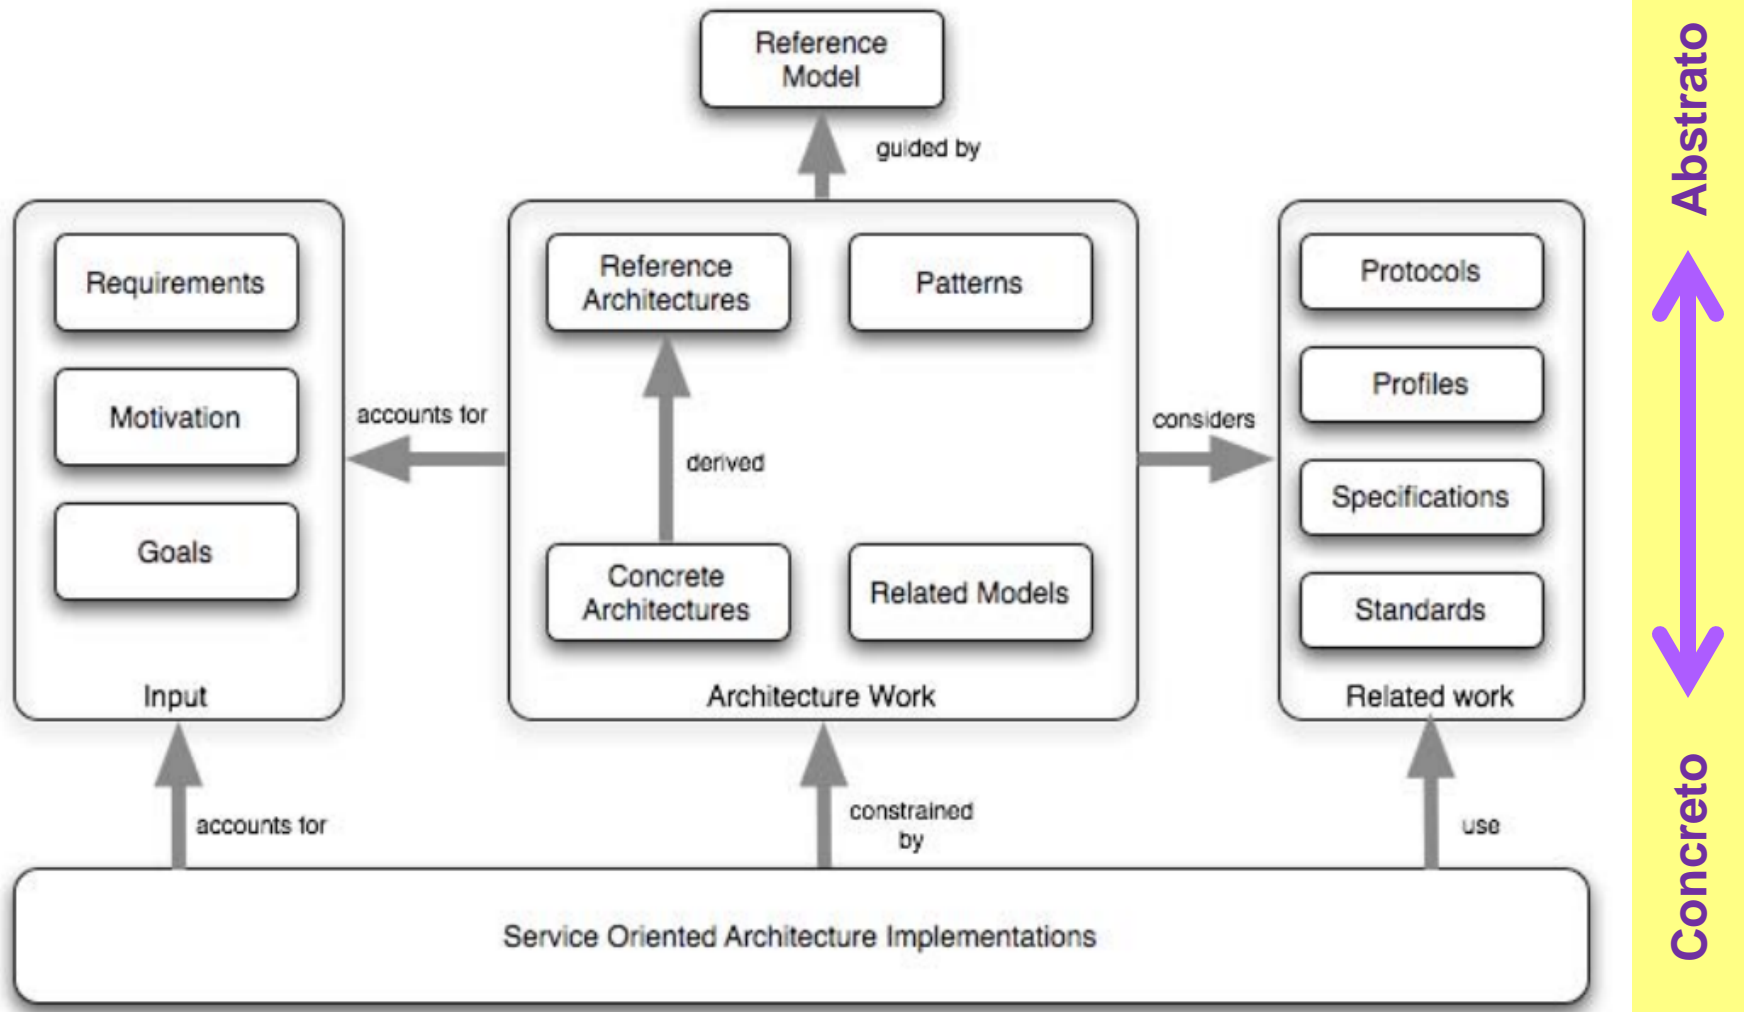 Reference
Model
guided by
Requirements
Motivation
Goals
Input
accounts for
Reference
Architectures
Patterns
derived
Concrete
Architectures
Related Models
Architecture Work
considers
Protocols
Profiles
Specifications
Standards
Related work
accounts for
constrained
by
use
Service Oriented Architecture Implementations
Abstrato
Concreto